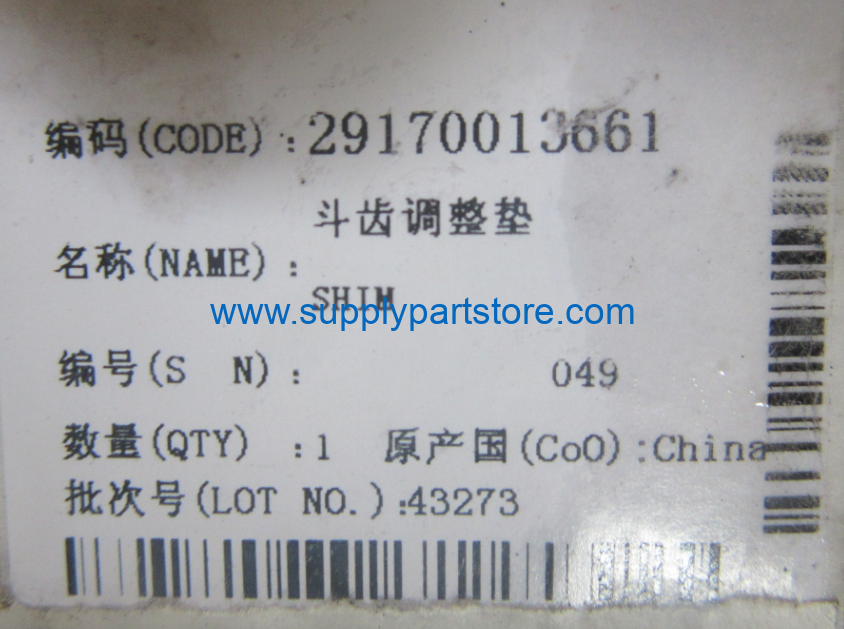 编码(CODE):29170013661
斗齿调整垫
名称(NAME):
SHIM
www.supplypartstore.com
编号(S N): 049
数量(QTY) :1 原产国(CoO):China
批次号(LOT NO.):43273